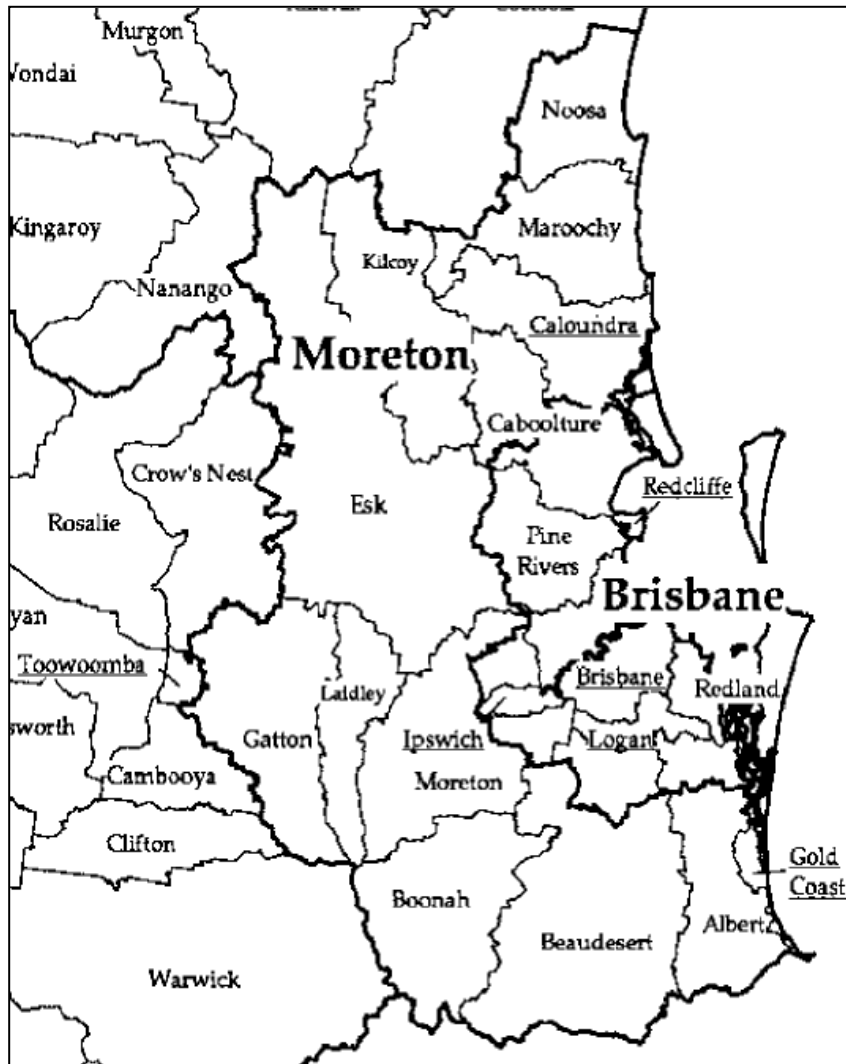 Murgon
Noosa
Kingaroy
Maroochy
Kilcoy
Nanango
Caloundra
Moreton
Caboolture
Crow's Nest
Redcliffe
Esk
Rosalie
Pine
Rivers
Brisbane
Toowoomba
Brisbane
Laidley
Redland
Gatton
Ipswich
Logan
Moreton
Cambooya
Clifton
Gold
Coast
Boonah
Albert
Beaudesert
Warwick